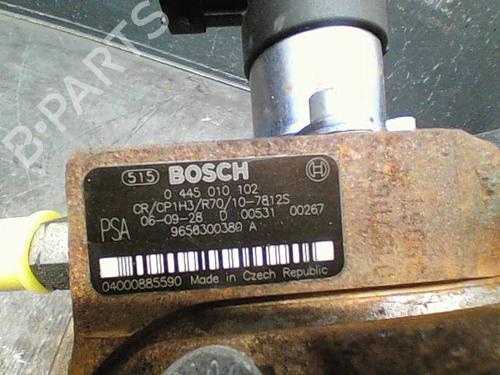 B-PARTS
515 BOSCH
0 445 010 102
CR/CP1H3/R70/10-7812S
PSA 06-09-28 D 00531 00267
9656300380 A
04000885590 Made in Czech Republic